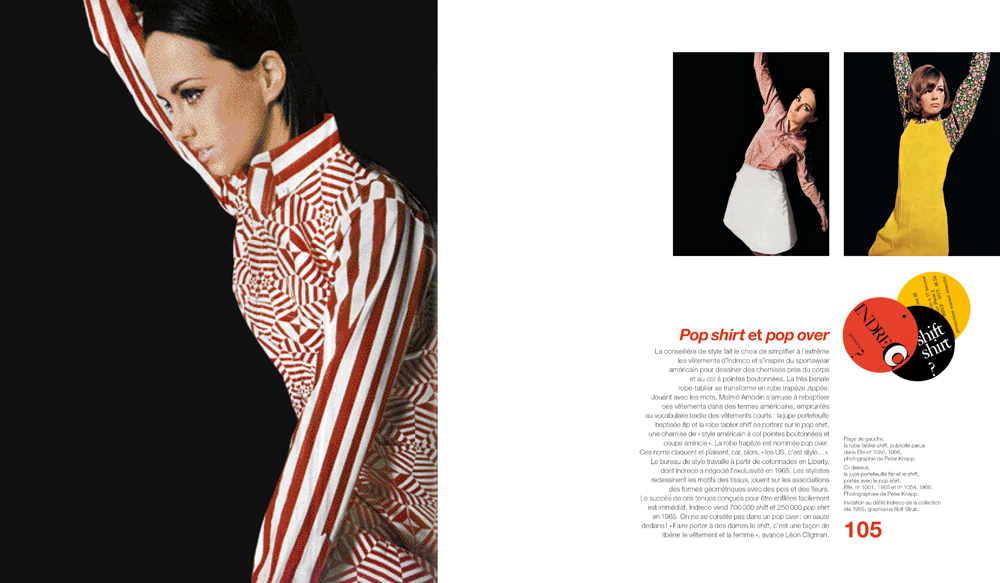 Pop shirt et pop over
La conseillère de style fait le choix de simplifier à l'extrême
les vêtements d'Indreco et s'inspire du sportswear
américain pour dessiner des chemises près du corps
et au col à pointes boutonnées. La très banale
robe-tablier se transforme en robe trapèze zippée.
Jouant avec les mots, Maïmé Arnodin s'amuse à rebaptiser
ces vêtements dans des termes américains, empruntés
au vocabulaire textile des vêtements courts : la jupe portefeuille
baptisée flip et la robe tablier shift se portent sur le pop shirt,
une chemise de « style américain à col pointes boutonnées et
coupe amincie ». La robe trapèze est nommée pop over.
Ces noms claquent et plaisent, car, alors, « les US, c'est style… ».
Le bureau de style travaille à partir de cotonnades en Liberty,
dont Indreco a négocié l'exclusivité en 1965. Les stylistes
redessinent les motifs des tissus, jouent sur les associations
des formes géométriques avec des pois et des fleurs.
Le succès de ces tenues conçues pour être enfilées facilement
est immédiat. Indreco vend 700 000 shift et 250 000 pop shirt
en 1965. On ne se corsète pas dans un pop over : on saute
dedans ! « Faire porter à des dames le shift, c'est une façon de
libérer le vêtement et la femme », avance Léon Cligman.
INDRECO
?
shift
shirt
?
Page de gauche,
la robe tablier shift, publicité parue
dans Elle n° 1050, 1966,
photographie de Peter Knapp.
Ci-dessus,
la jupe portefeuille flip et le shift,
portés avec le pop shirt.
Elle, n° 1001, 1965 et n° 1054, 1966.
Photographies de Peter Knapp.
Invitation au défilé Indreco de la collection
été 1965, graphisme Rolf Strub.
105